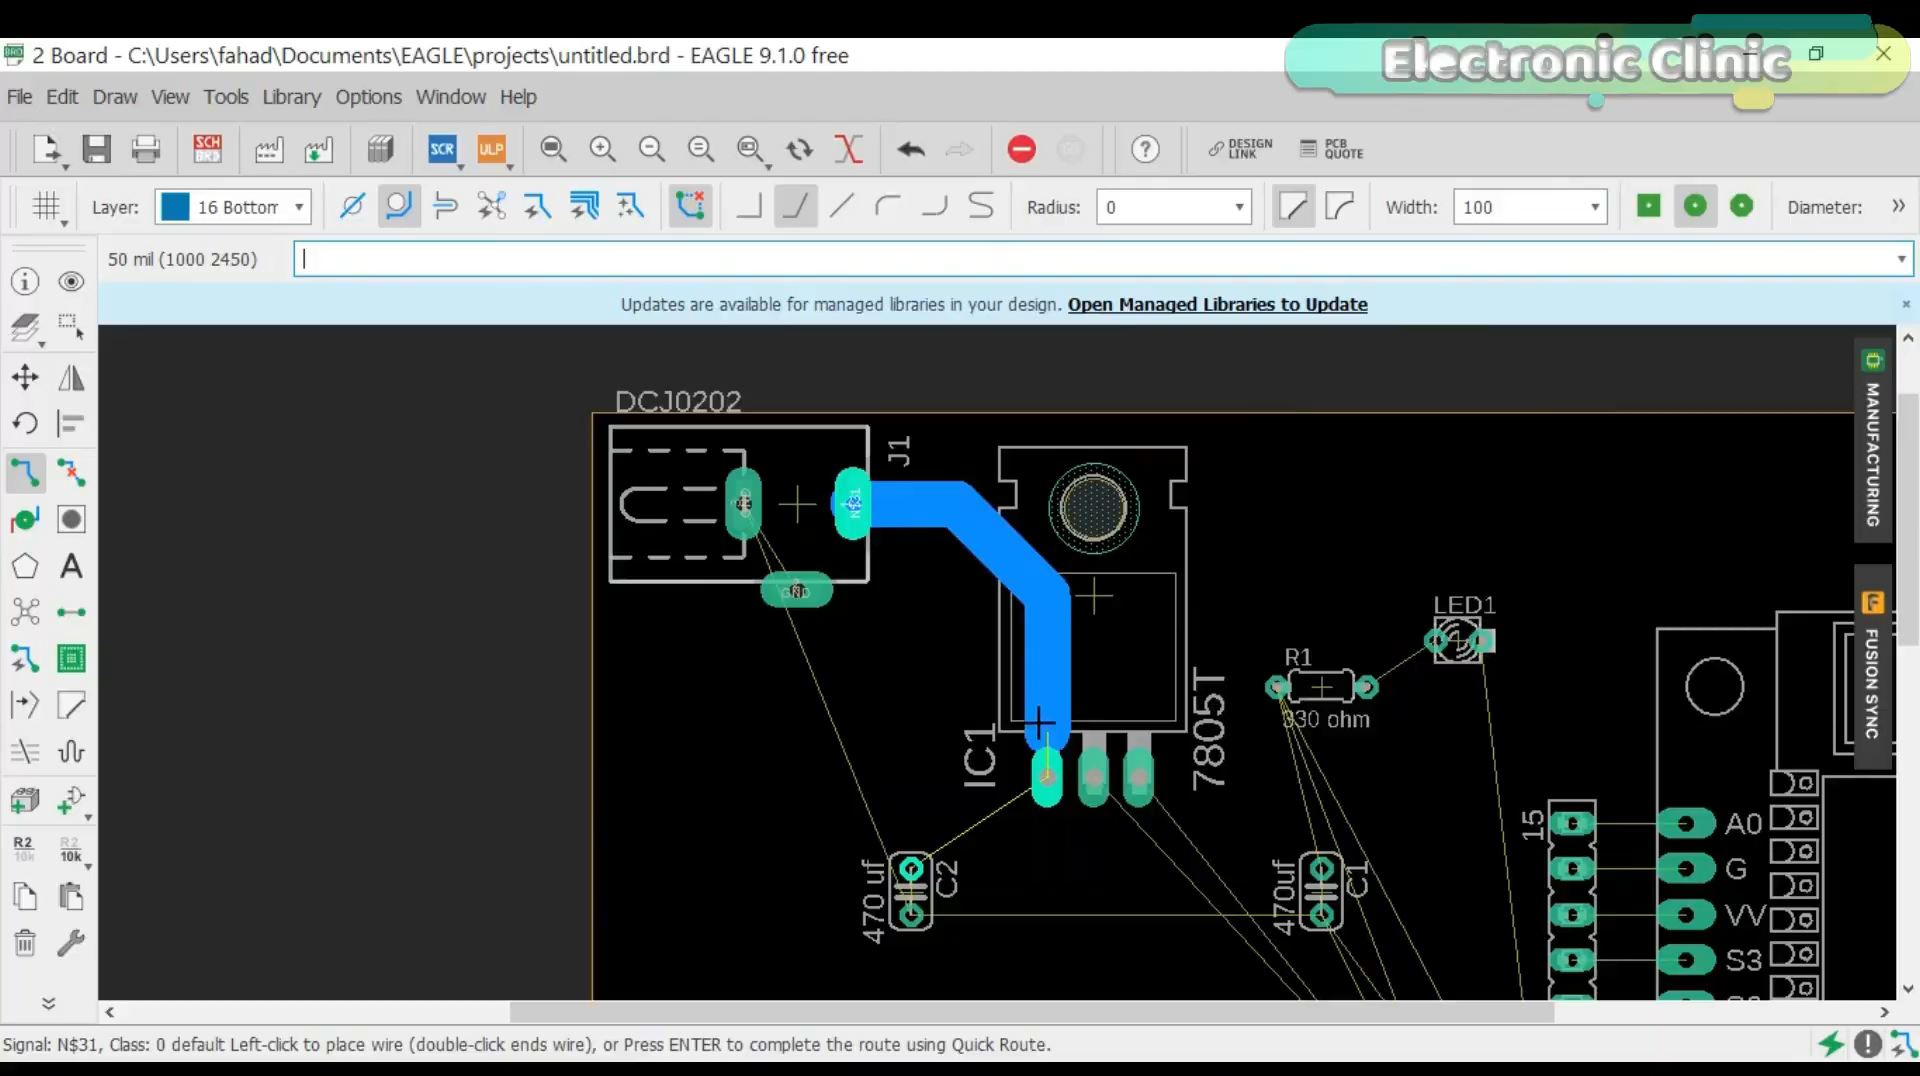 2 Board - C:\Users\fahad\Documents\EAGLE\projects\untitled.brd - EAGLE 9.1.0 free
Electronic Clinic
File Edit Draw View Tools Library Options Window Help
SCH BRD SCR ULP DESIGN LINK PCB QUOTE
Layer: 16 Bottom Radius: 0 Width: 100 Diameter:
50 mil (1000 2450)
Updates are available for managed libraries in your design. Open Managed Libraries to Update
MANUFACTURING
FUSION SYNC
DCJ0202
J1
N$31
GND
LED1
R1
330 ohm
IC1
7805T
470 uf
C2
470uf
C1
15
A0
G
VV
S3
R2
10k
R2
10k
Signal: N$31, Class: 0 default Left-click to place wire (double-click ends wire), or Press ENTER to complete the route using Quick Route.